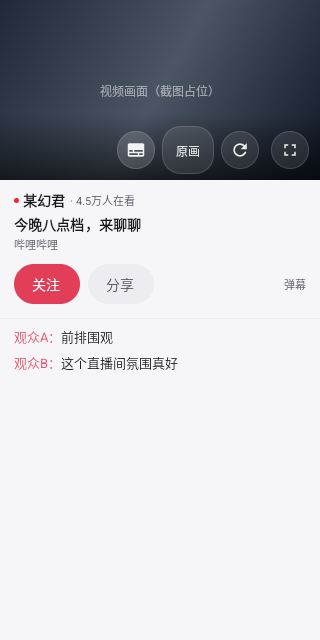 视频画面（截图占位）
原画
某幻君 · 4.5万人在看
今晚八点档，来聊聊
哔哩哔哩
关注 分享 弹幕
观众A：前排围观
观众B：这个直播间氛围真好